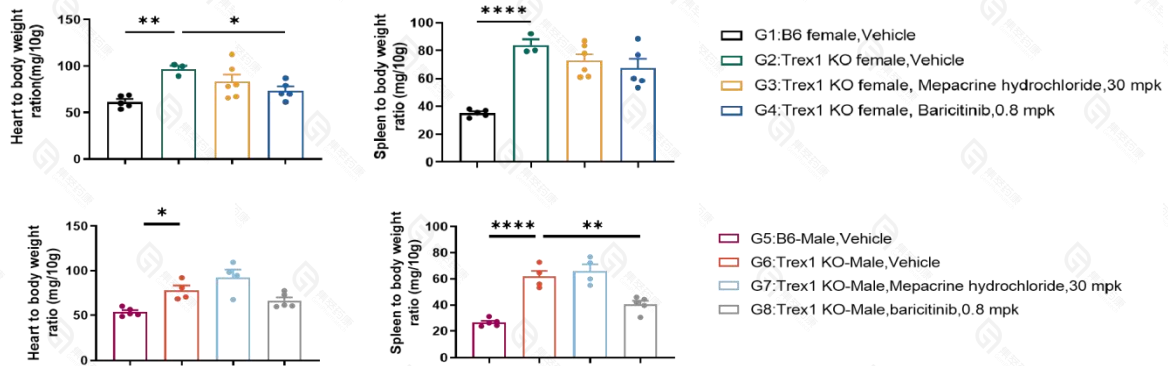 Heart to body weight
ration(mg/10g)
150
100
50
0
**
*
Spleen to body weight
ratio (mg/10g)
100
80
60
40
20
0
****
G1:B6 female,Vehicle
G2:Trex1 KO female,Vehicle
G3:Trex1 KO female, Mepacrine hydrochloride,30 mpk
G4:Trex1 KO female, Baricitinib,0.8 mpk
Heart to body weight
ratio (mg/10g)
150
100
50
0
*
Spleen to body weight
ratio (mg/10g)
100
80
60
40
20
0
****
**
G5:B6-Male,Vehicle
G6:Trex1 KO-Male,Vehicle
G7:Trex1 KO-Male,Mepacrine hydrochloride,30 mpk
G8:Trex1 KO-Male,baricitinib,0.8 mpk